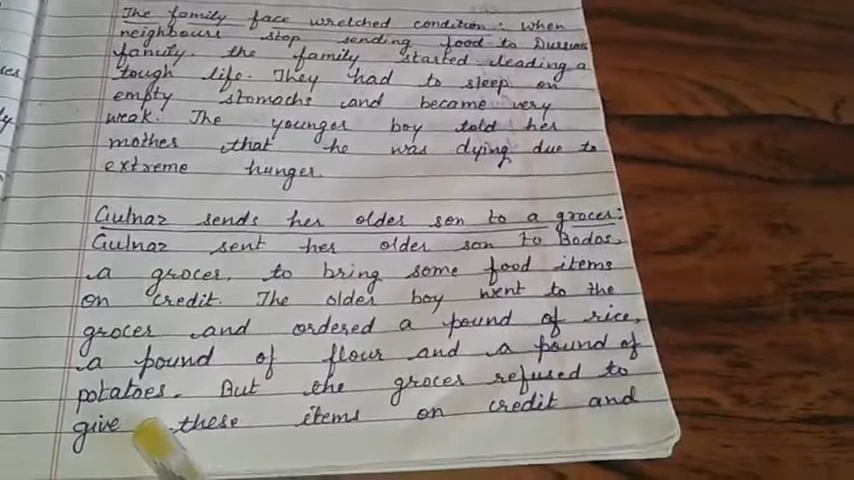 The family face wretched condition: when
neighbours stop sending food to Dursun
family. the family started leading a
tough life. They had to sleep on
empty stomachs and became very
weak. The younger boy told her
mother that he was dying due to
extreme hunger.
Gulnaz sends her older son to a grocer:
Gulnaz sent her older son to Bodos,
a grocer, to bring some food items
on credit. The older boy went to the
grocer and ordered a pound of rice,
a pound of flour and a pound of
potatoes. But the grocer refused to
give these items on credit and